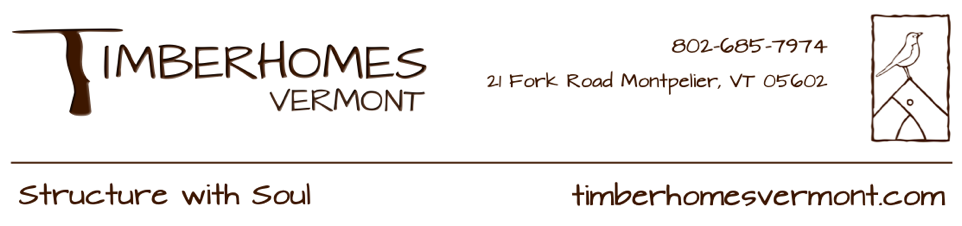 TIMBERHOMES
VERMONT
802-685-7974
21 Fork Road Montpelier, VT 05602
Structure with Soul
timberhomesvermont.com